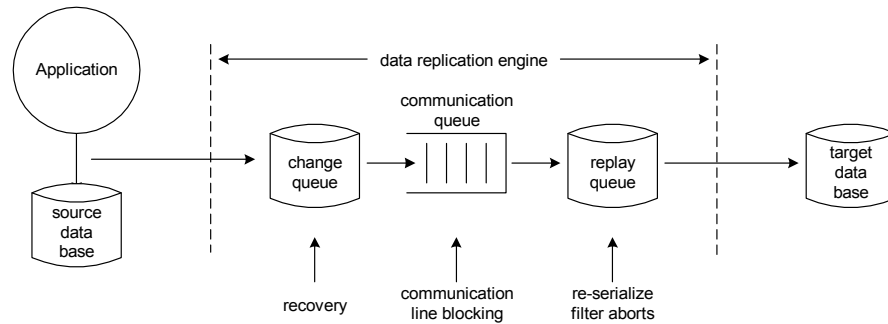 Application
data replication engine
communication
queue
change
queue
replay
queue
target
data
base
source
data
base
recovery
communication
line blocking
re-serialize
filter aborts